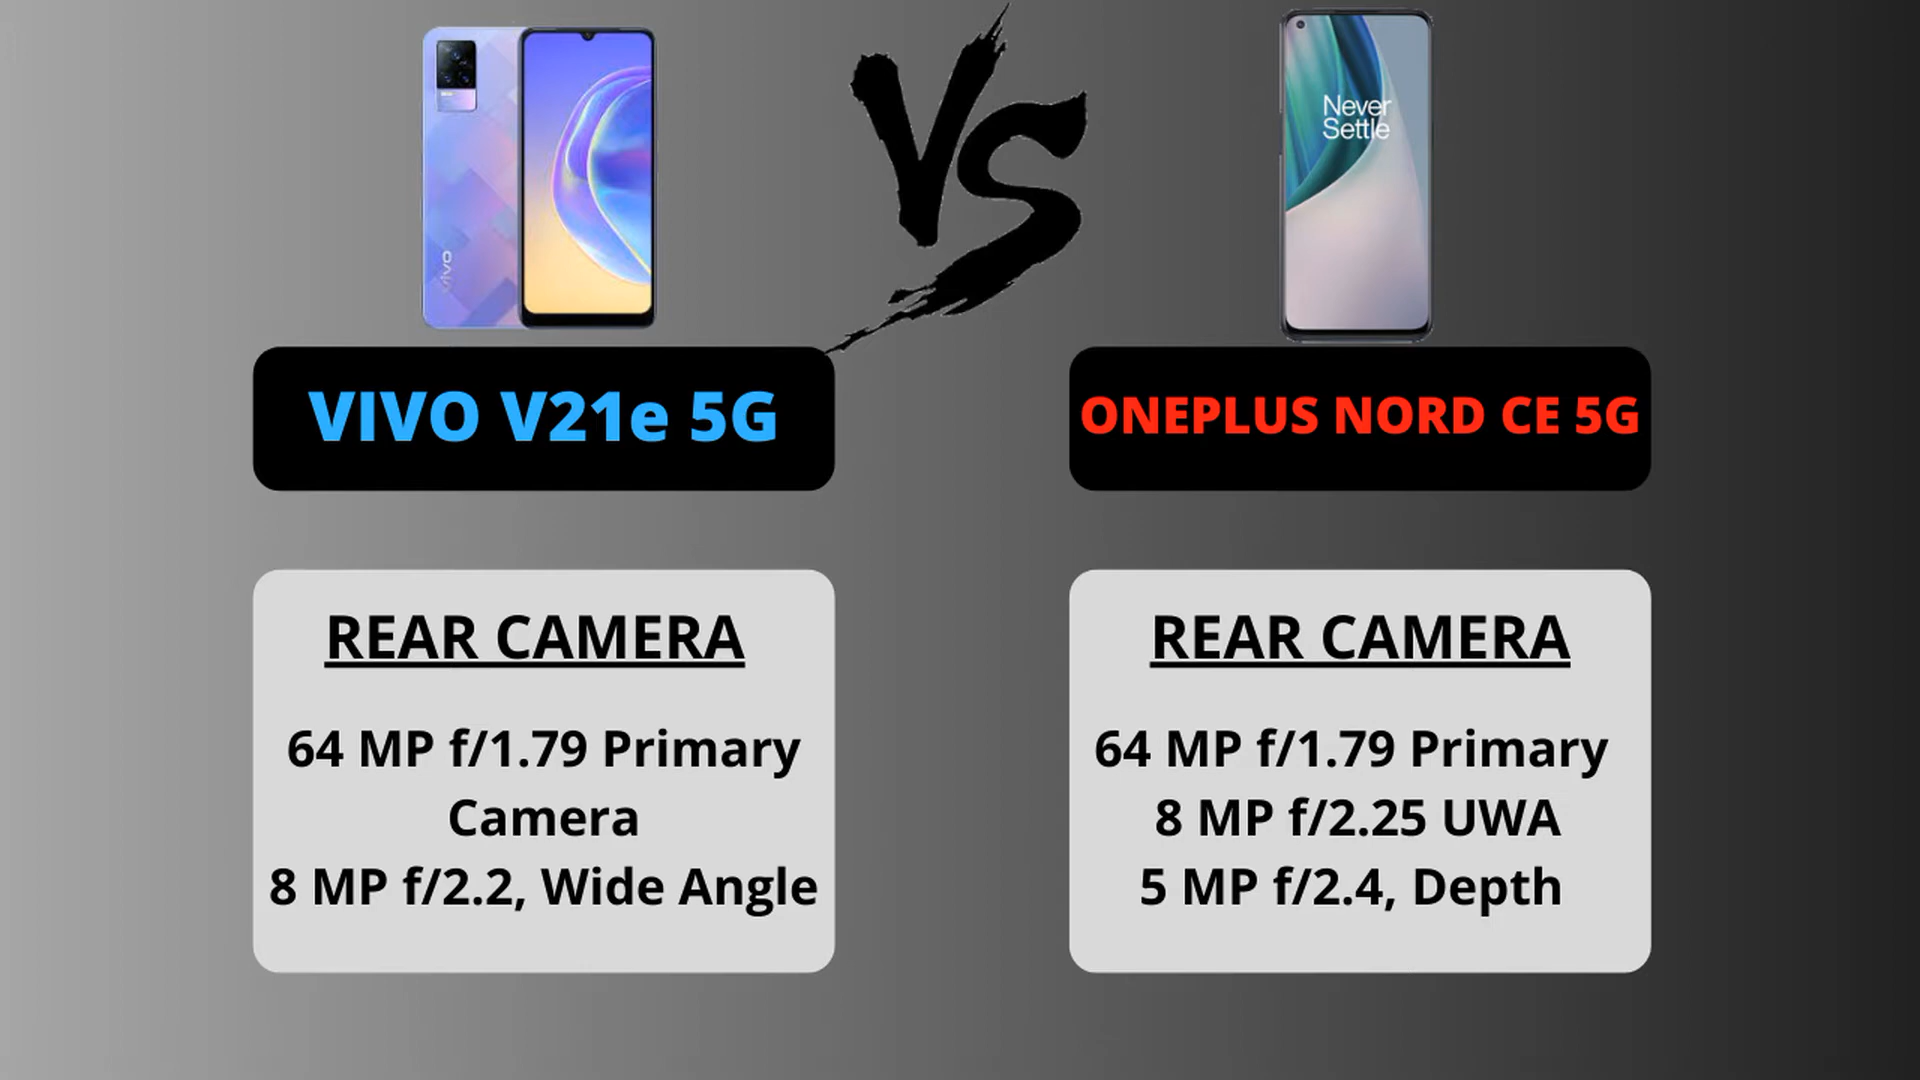 vivo
VS
Never
Settle
VIVO V21e 5G
ONEPLUS NORD CE 5G
REAR CAMERA
64 MP f/1.79 Primary
Camera
8 MP f/2.2, Wide Angle
REAR CAMERA
64 MP f/1.79 Primary
8 MP f/2.25 UWA
5 MP f/2.4, Depth